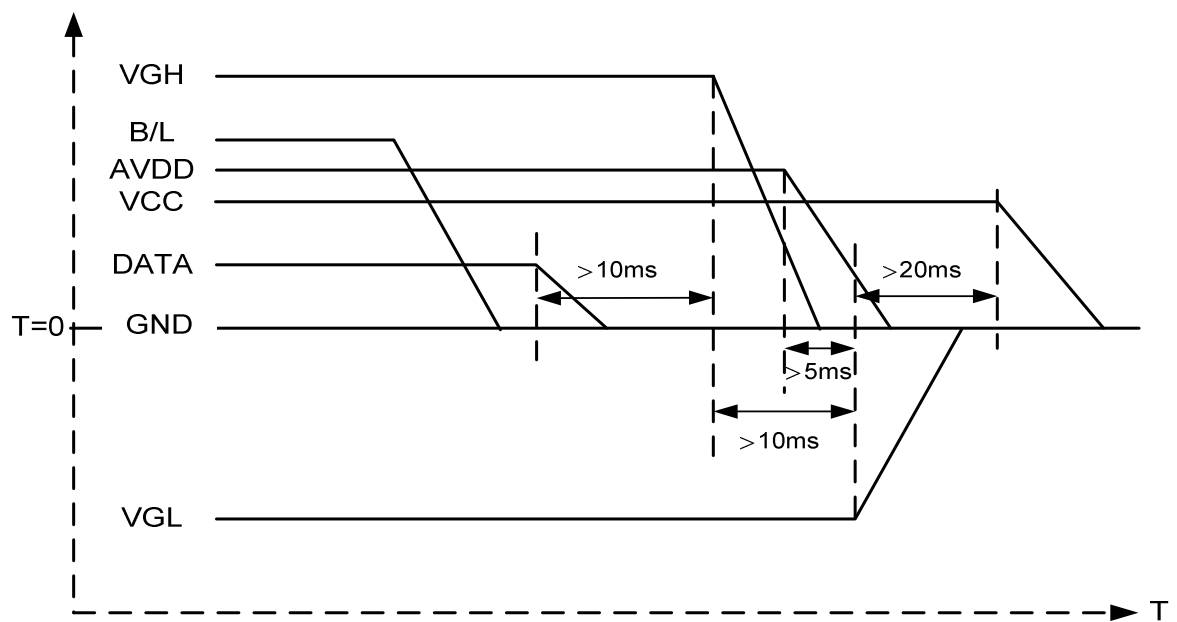 VGH
B/L
AVDD
VCC
DATA
>10ms
>20ms
T=0
GND
>5ms
>10ms
VGL
T